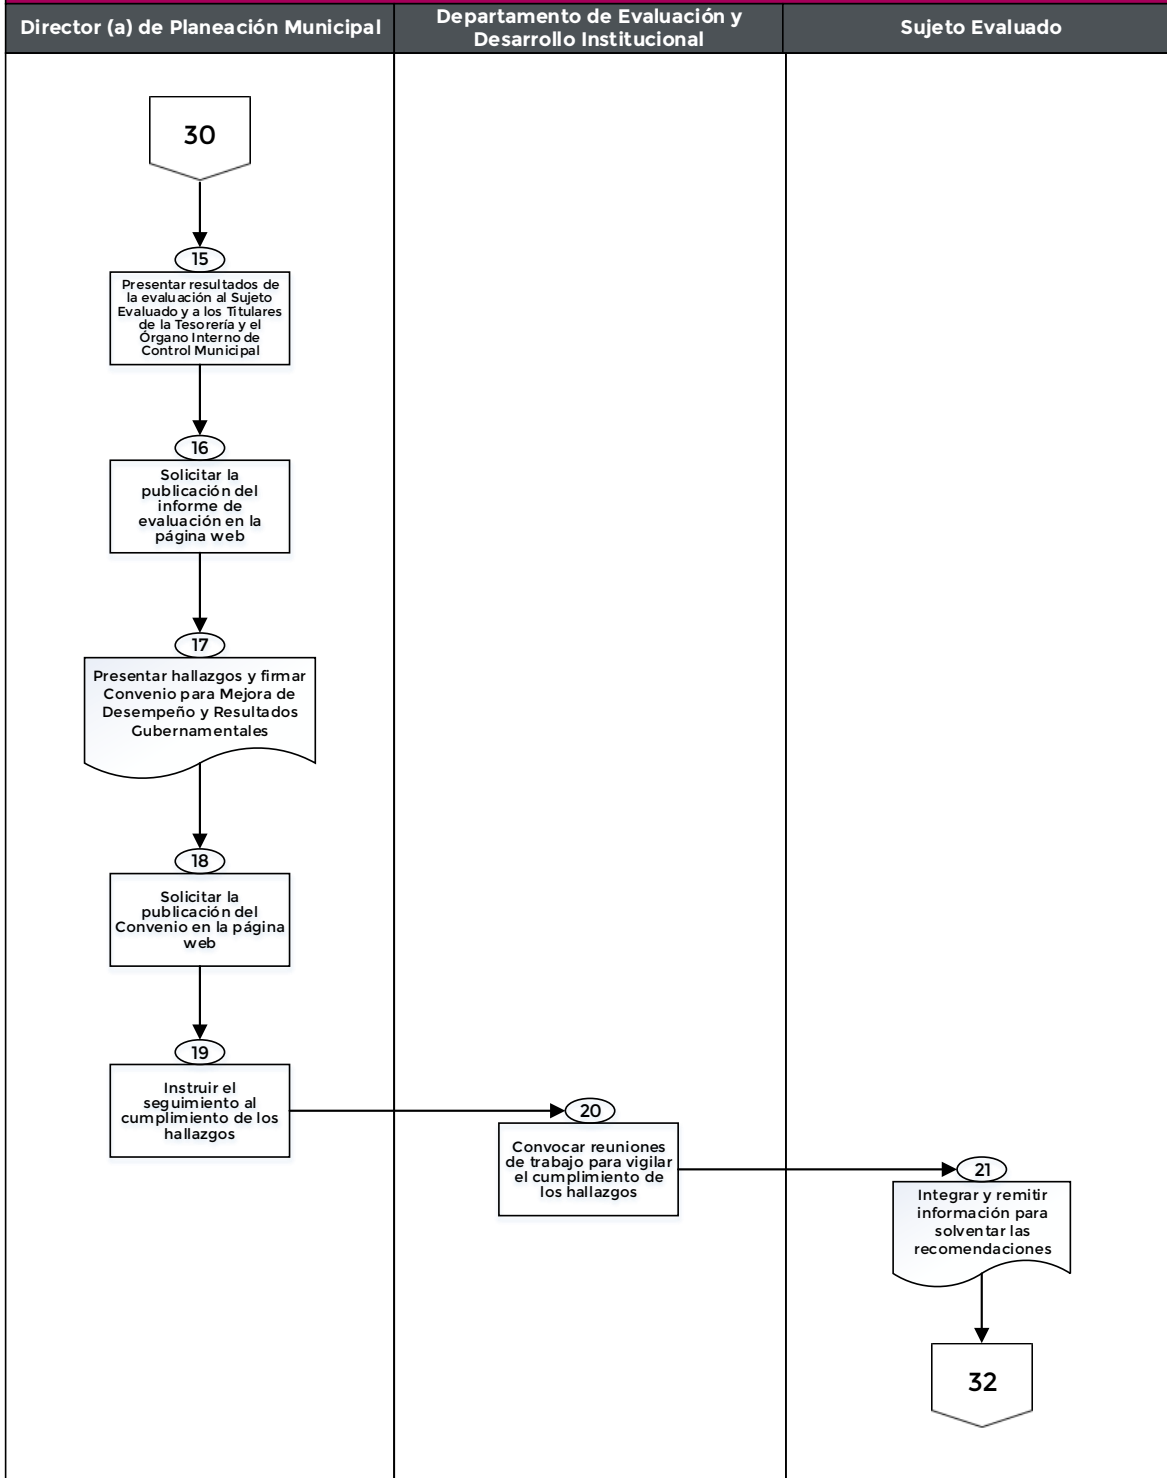 Director (a) de Planeación Municipal
Departamento de Evaluación y
Desarrollo Institucional
Sujeto Evaluado
30
15
Presentar resultados de
la evaluación al Sujeto
Evaluado y a los Titulares
de la Tesorería y el
Órgano Interno de
Control Municipal
16
Solicitar la
publicación del
informe de
evaluación en la
página web
17
Presentar hallazgos y firmar
Convenio para Mejora de
Desempeño y Resultados
Gubernamentales
18
Solicitar la
publicación del
Convenio en la página
web
19
Instruir el
seguimiento al
cumplimiento de los
hallazgos
20
Convocar reuniones
de trabajo para vigilar
el cumplimiento de
los hallazgos
21
Integrar y remitir
información para
solventar las
recomendaciones
32